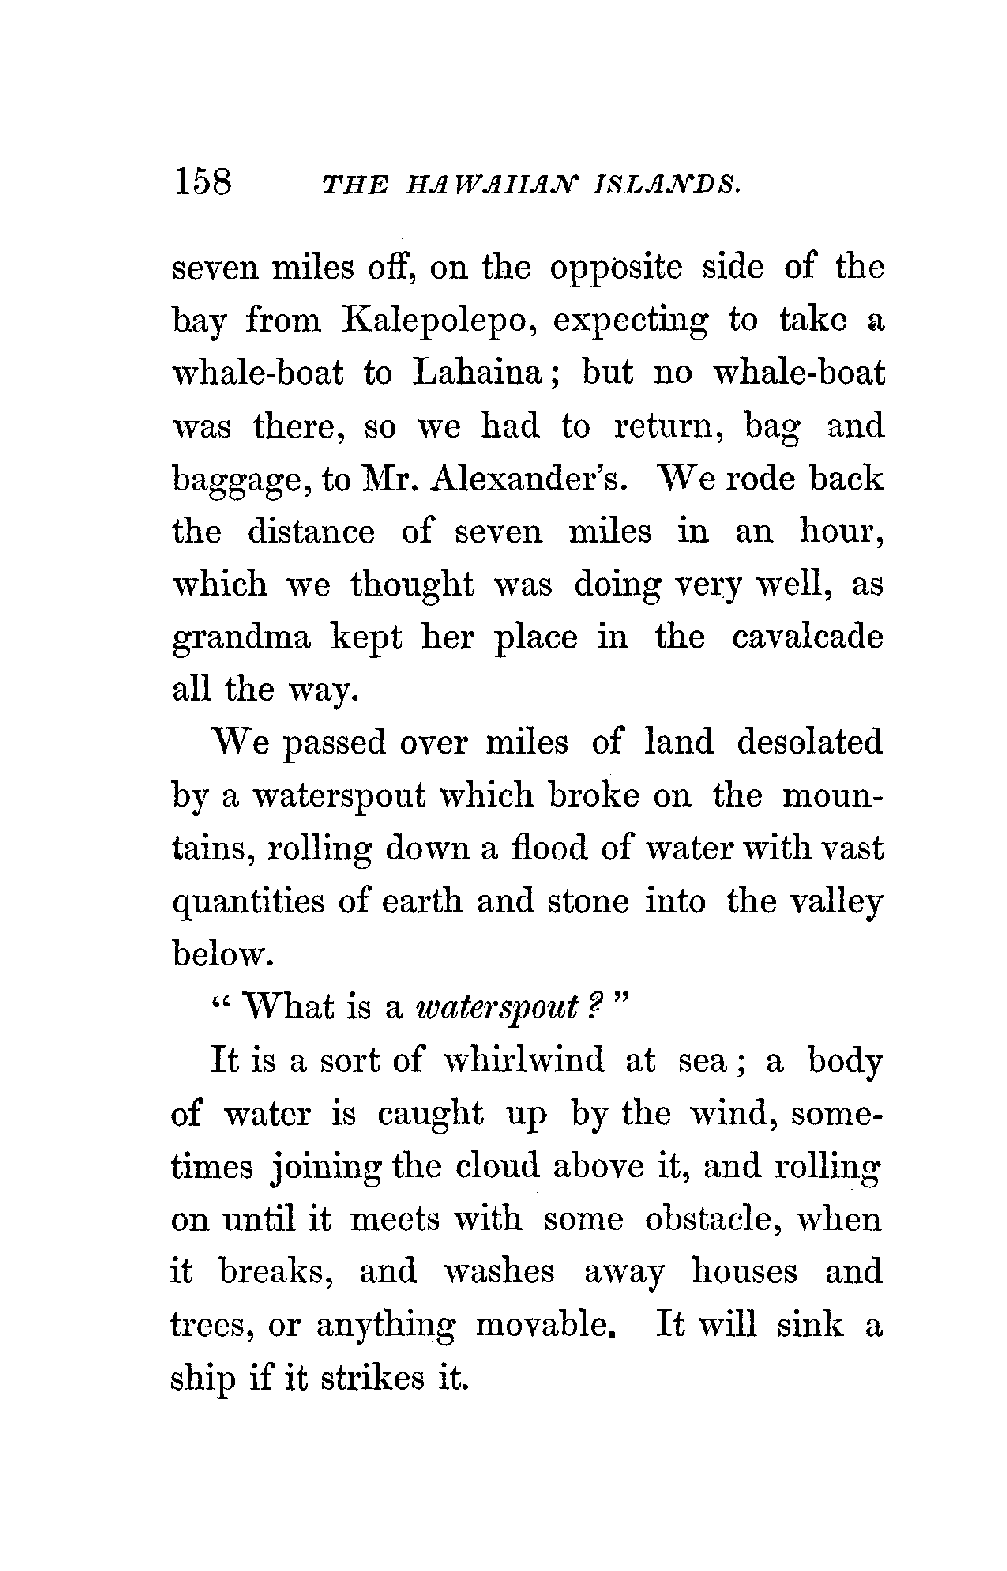 158 THE HAWAIIAN ISLANDS.
seven miles off, on the opposite side of the
bay from Kalepolepo, expecting to take a
whale-boat to Lahaina; but no whale-boat
was there, so we had to return, bag and
baggage, to Mr. Alexander's. We rode back
the distance of seven miles in an hour,
which we thought was doing very well, as
grandma kept her place in the cavalcade
all the way.
We passed over miles of land desolated
by a waterspout which broke on the moun-
tains, rolling down a flood of water with vast
quantities of earth and stone into the valley
below.
“What is a waterspout?”
It is a sort of whirlwind at sea; a body
of water is caught up by the wind, some-
times joining the cloud above it, and rolling
on until it meets with some obstacle, when
it breaks, and washes away houses and
trees, or anything movable. It will sink a
ship if it strikes it.